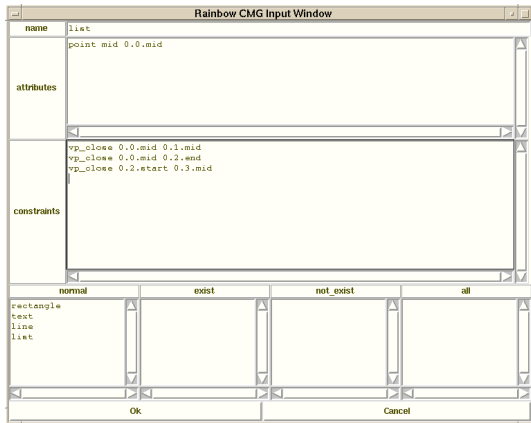 Rainbow CMG Input Window
name list
attributes point mid 0.0.mid
constraints
vp_close 0.0.mid 0.1.mid
vp_close 0.0.mid 0.2.end
vp_close 0.2.start 0.3.mid
normal exist not_exist all
rectangle
text
line
list
Ok Cancel